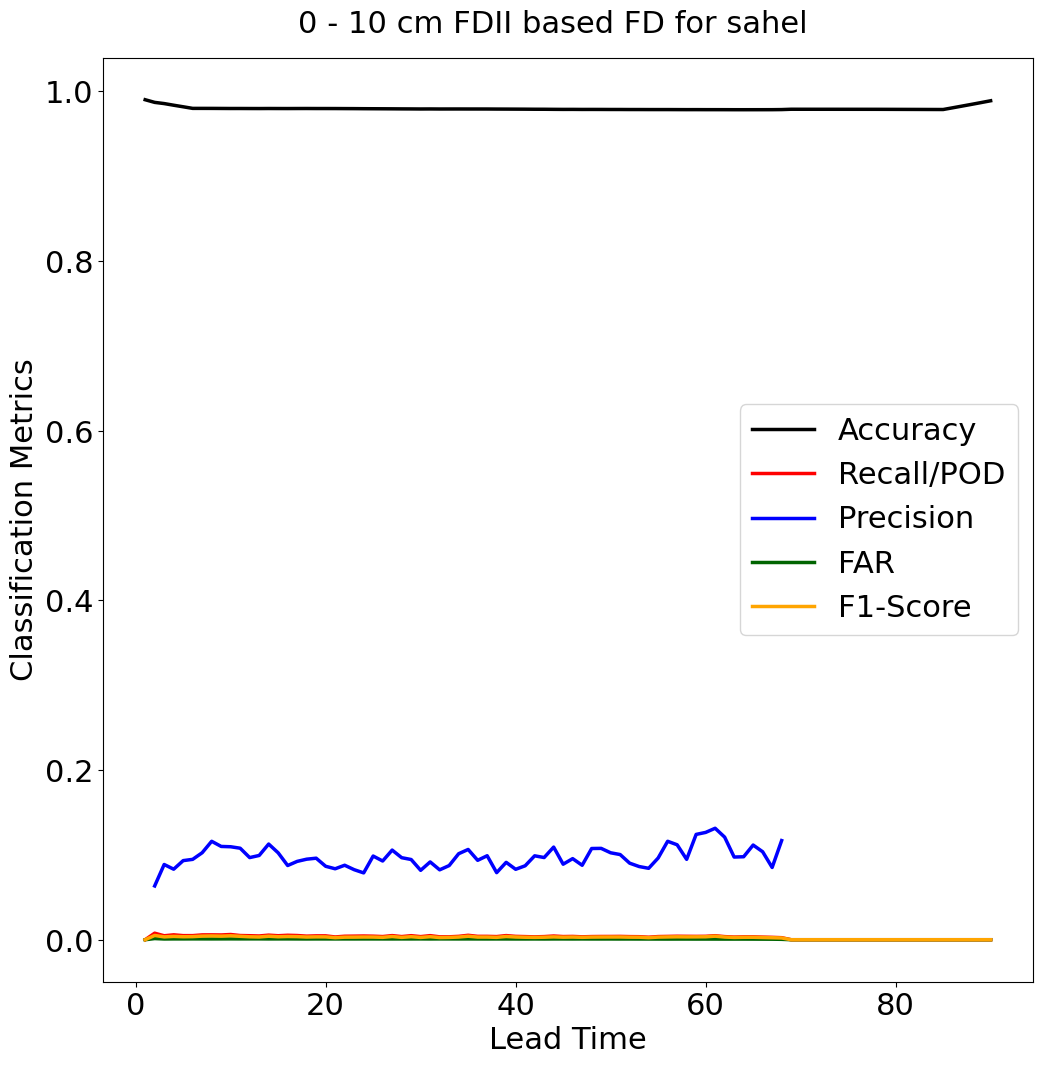 0 - 10 cm FDII based FD for sahel
Classification Metrics
1.0
0.8
0.6
0.4
0.2
0.0
Accuracy
Recall/POD
Precision
FAR
F1-Score
0 20 40 60 80
Lead Time